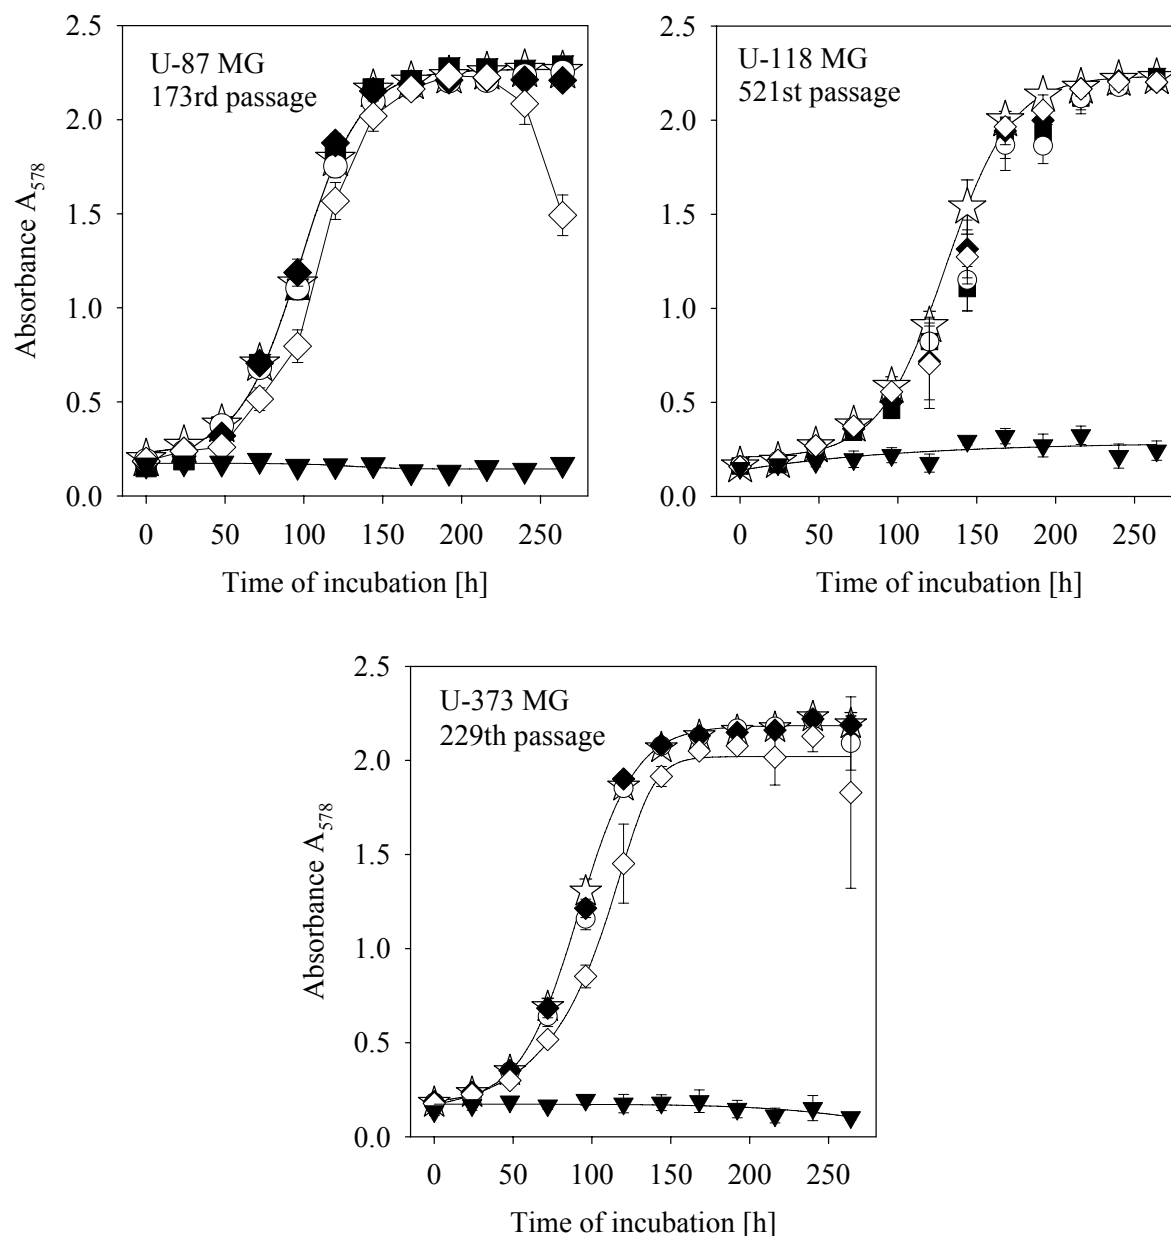 U-87 MG
173rd passage
2.5
2.0
1.5
1.0
0.5
0.0
Absorbance A578
0 50 100 150 200 250
Time of incubation [h]
U-118 MG
521st passage
2.5
2.0
1.5
1.0
0.5
0.0
0 50 100 150 200 250
Time of incubation [h]
U-373 MG
229th passage
2.5
2.0
1.5
1.0
0.5
0.0
Absorbance A578
0 50 100 150 200 250
Time of incubation [h]